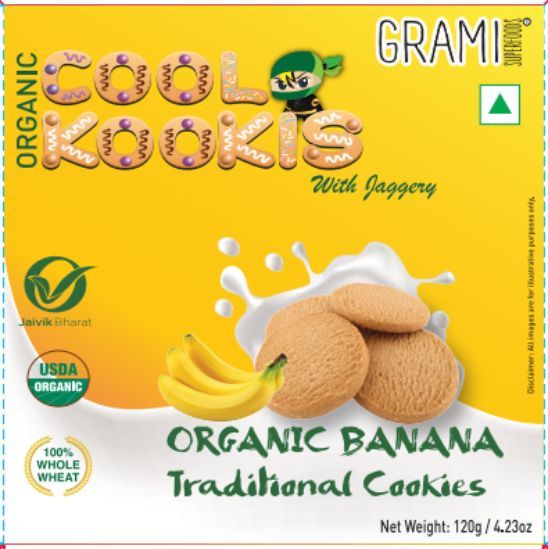 GRAMI
SUPERFOODS
ORGANIC
COOL
KOOKIS
With Jaggery
Jaivik Bharat
USDA
ORGANIC
100%
WHOLE
WHEAT
Disclaimer: All images are for illustrative purposes only.
ORGANIC BANANA
Traditional Cookies
Net Weight: 120g / 4.23oz